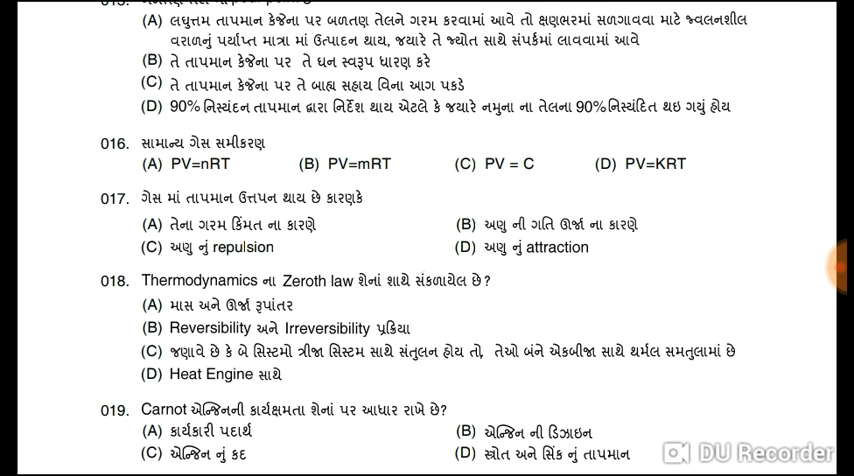 (A) લઘુત્તમ તાપમાન કેજેના પર બળતણ તેલને ગરમ કરવામાં આવે તો ક્ષણભરમાં સળગાવવા માટે જ્વલનશીલ
વરાળનું પર્યાપ્ત માત્રા માં ઉત્પાદન થાય, જયારે તે જ્યોત સાથે સંપર્કમાં લાવવામાં આવે
(B) તે તાપમાન કેજેના પર તે ઘન સ્વરૂપ ધારણ કરે
(C) તે તાપમાન કેજેના પર તે બાહ્ય સહાય વિના આગ પકડે
(D) 90% નિસ્યંદન તાપમાન દ્વારા નિર્દેશ થાય એટલે કે જયારે નમુના ના તેલના 90% નિસ્યંદિત થઇ ગયું હોય
016. સામાન્ય ગેસ સમીકરણ
(A) PV=nRT (B) PV=mRT (C) PV = C (D) PV=KRT
017. ગેસ માં તાપમાન ઉત્તપન થાય છે કારણકે
(A) તેના ગરમ કિંમત ના કારણે (B) અણુ ની ગતિ ઊર્જા ના કારણે
(C) અણુ નું repulsion (D) અણુ નું attraction
018. Thermodynamics ના Zeroth law શેનાં શાથે સંકળાયેલ છે?
(A) માસ અને ઊર્જા રૂપાંતર
(B) Reversibility અને Irreversibility પ્રક્રિયા
(C) જણાવે છે કે બે સિસ્ટમો ત્રીજા સિસ્ટમ સાથે સંતુલન હોય તો, તેઓ બંને એકબીજા સાથે થર્મલ સમતુલામાં છે
(D) Heat Engine સાથે
019. Carnot એન્જિનની કાર્યક્ષમતા શેનાં પર આધાર રાખે છે?
(A) કાર્યકારી પદાર્થ (B) એન્જિન ની ડિઝાઇન
(C) એન્જિન નું કદ (D) સ્ત્રોત અને સિંક નું તાપમાન
DU Recorder